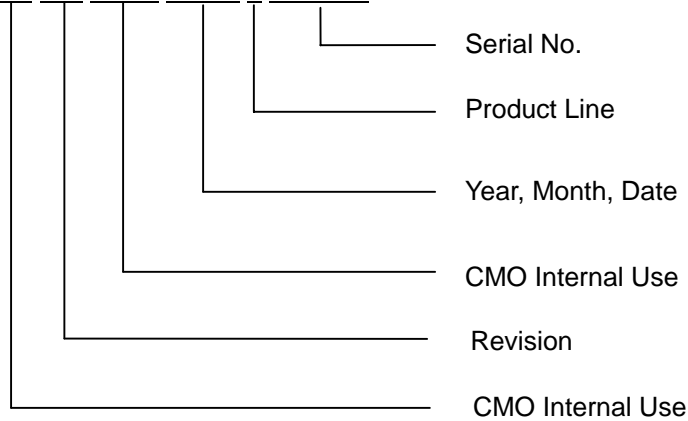 Serial No.
Product Line
Year, Month, Date
CMO Internal Use
Revision
CMO Internal Use